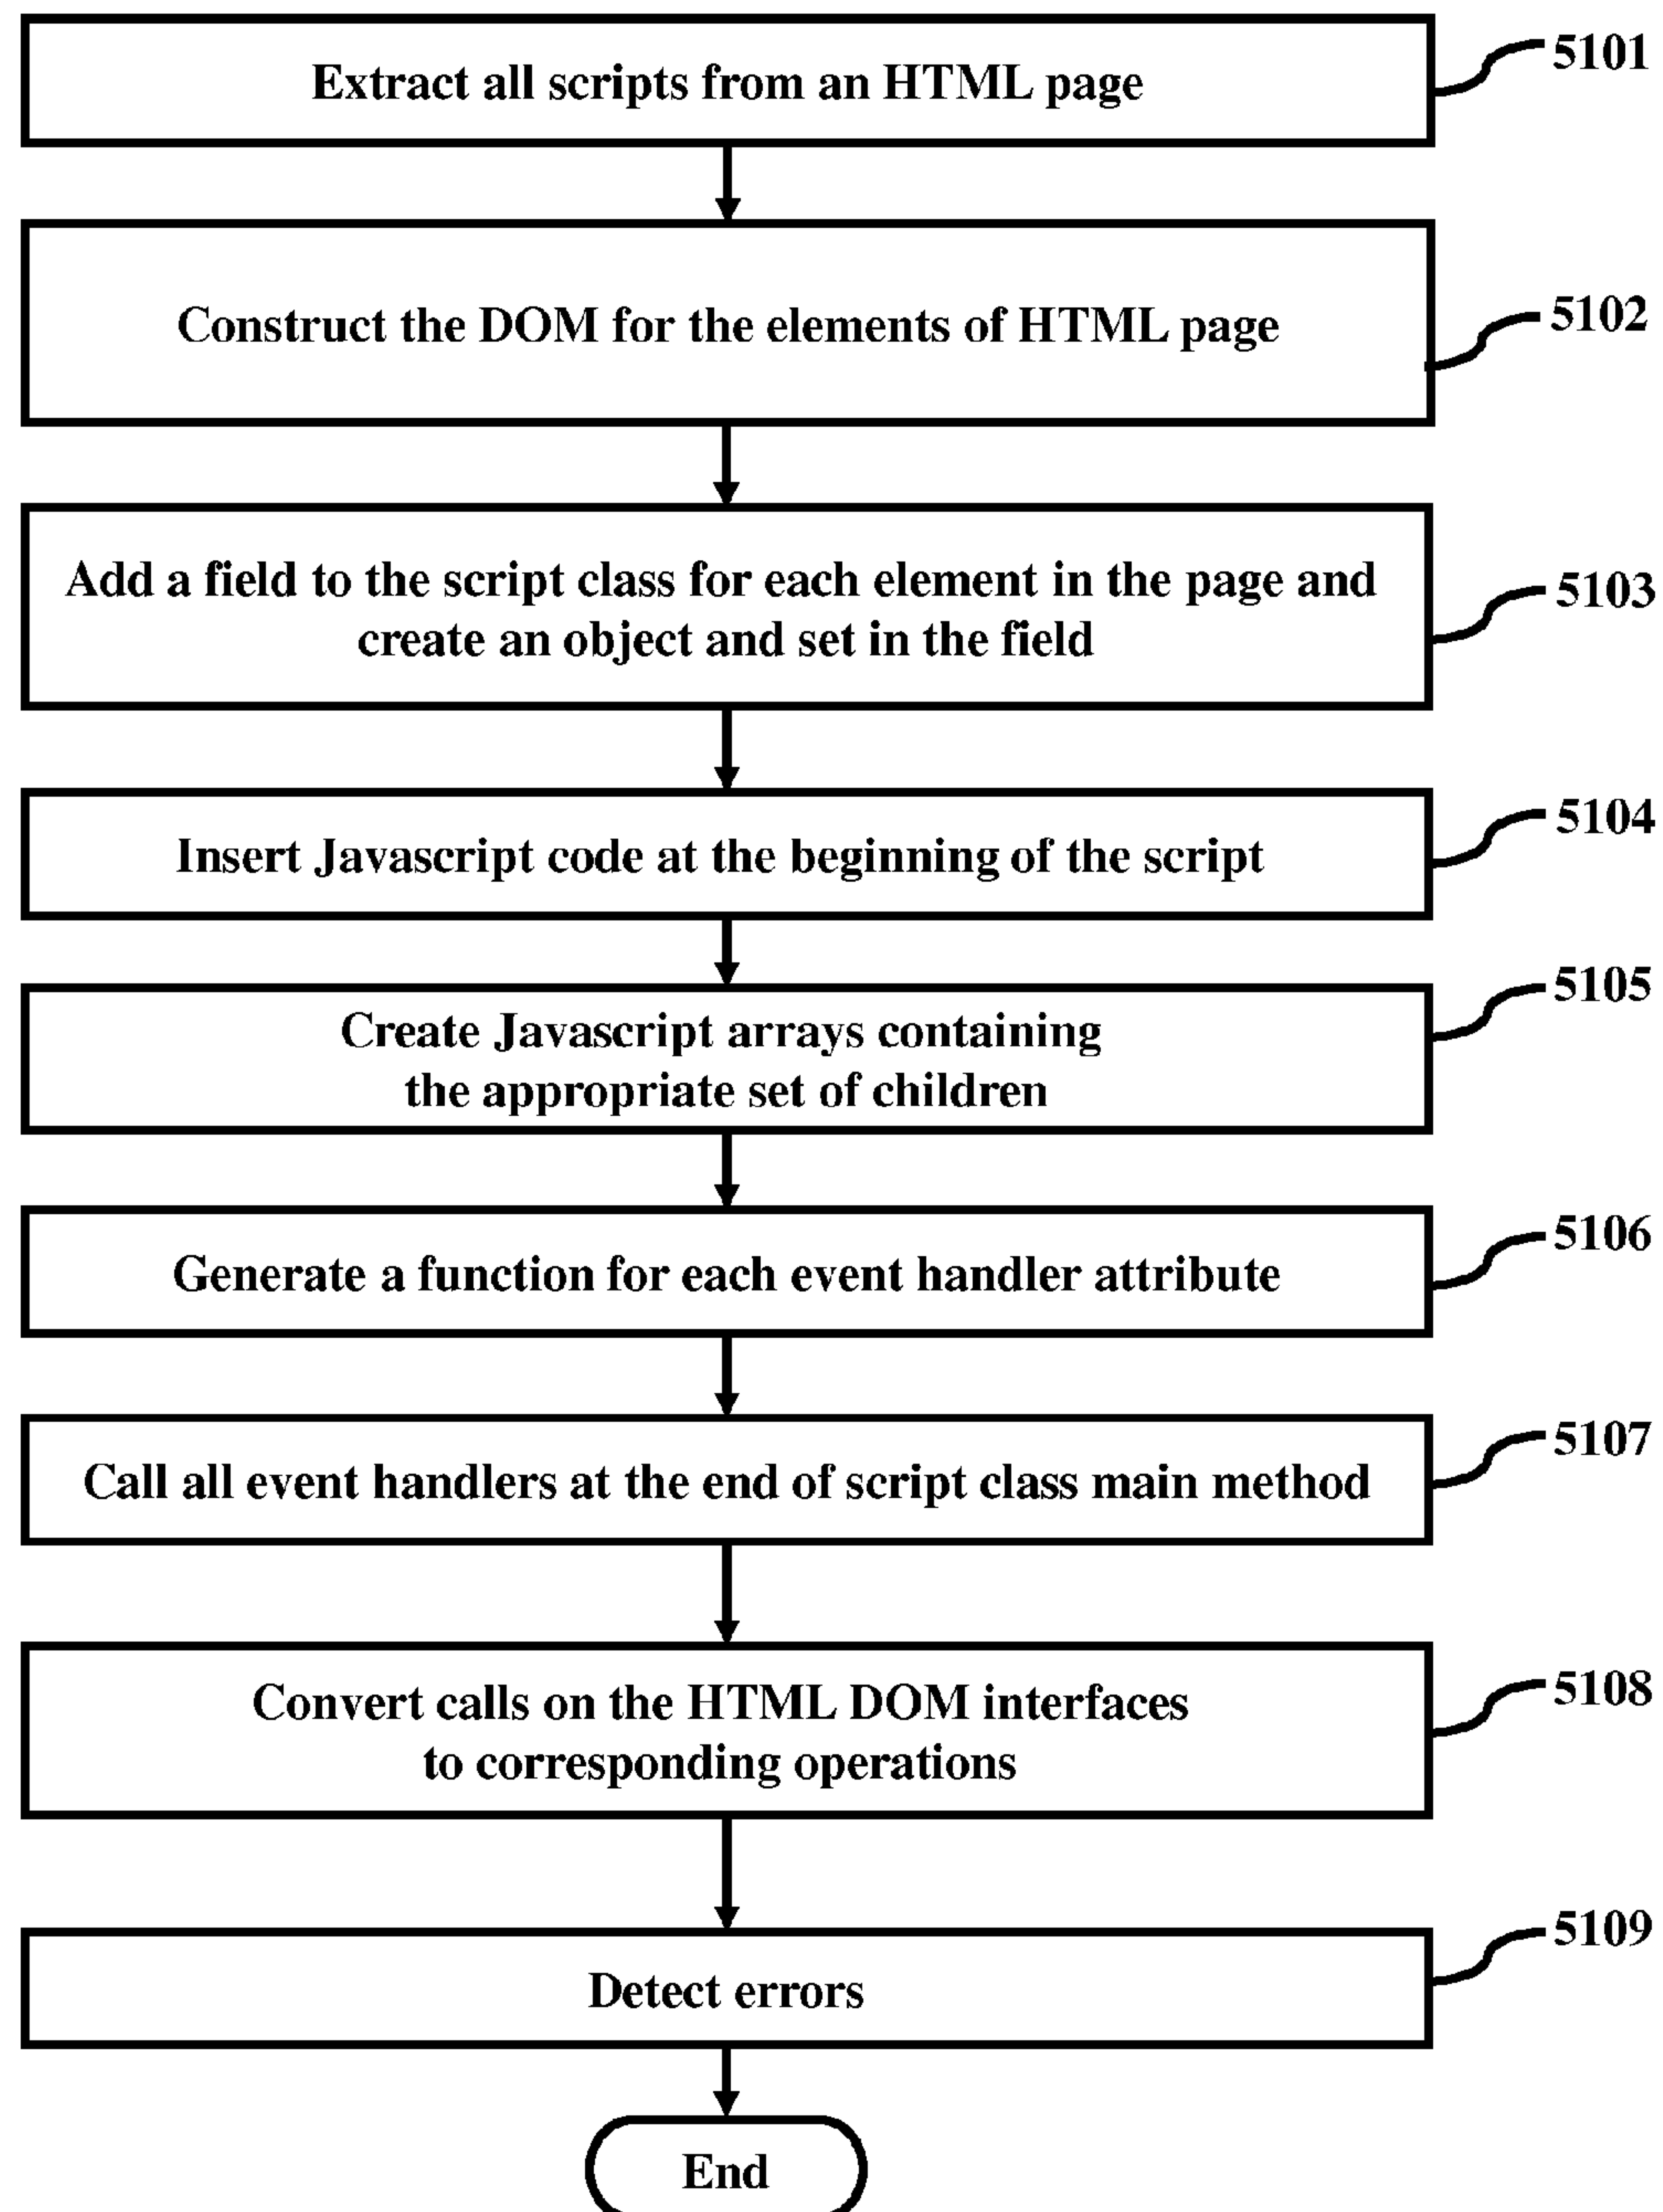 Extract all scripts from an HTML page
5101
Construct the DOM for the elements of HTML page
5102
Add a field to the script class for each element in the page and
create an object and set in the field
5103
Insert Javascript code at the beginning of the script
5104
Create Javascript arrays containing
the appropriate set of children
5105
Generate a function for each event handler attribute
5106
Call all event handlers at the end of script class main method
5107
Convert calls on the HTML DOM interfaces
to corresponding operations
5108
Detect errors
5109
End